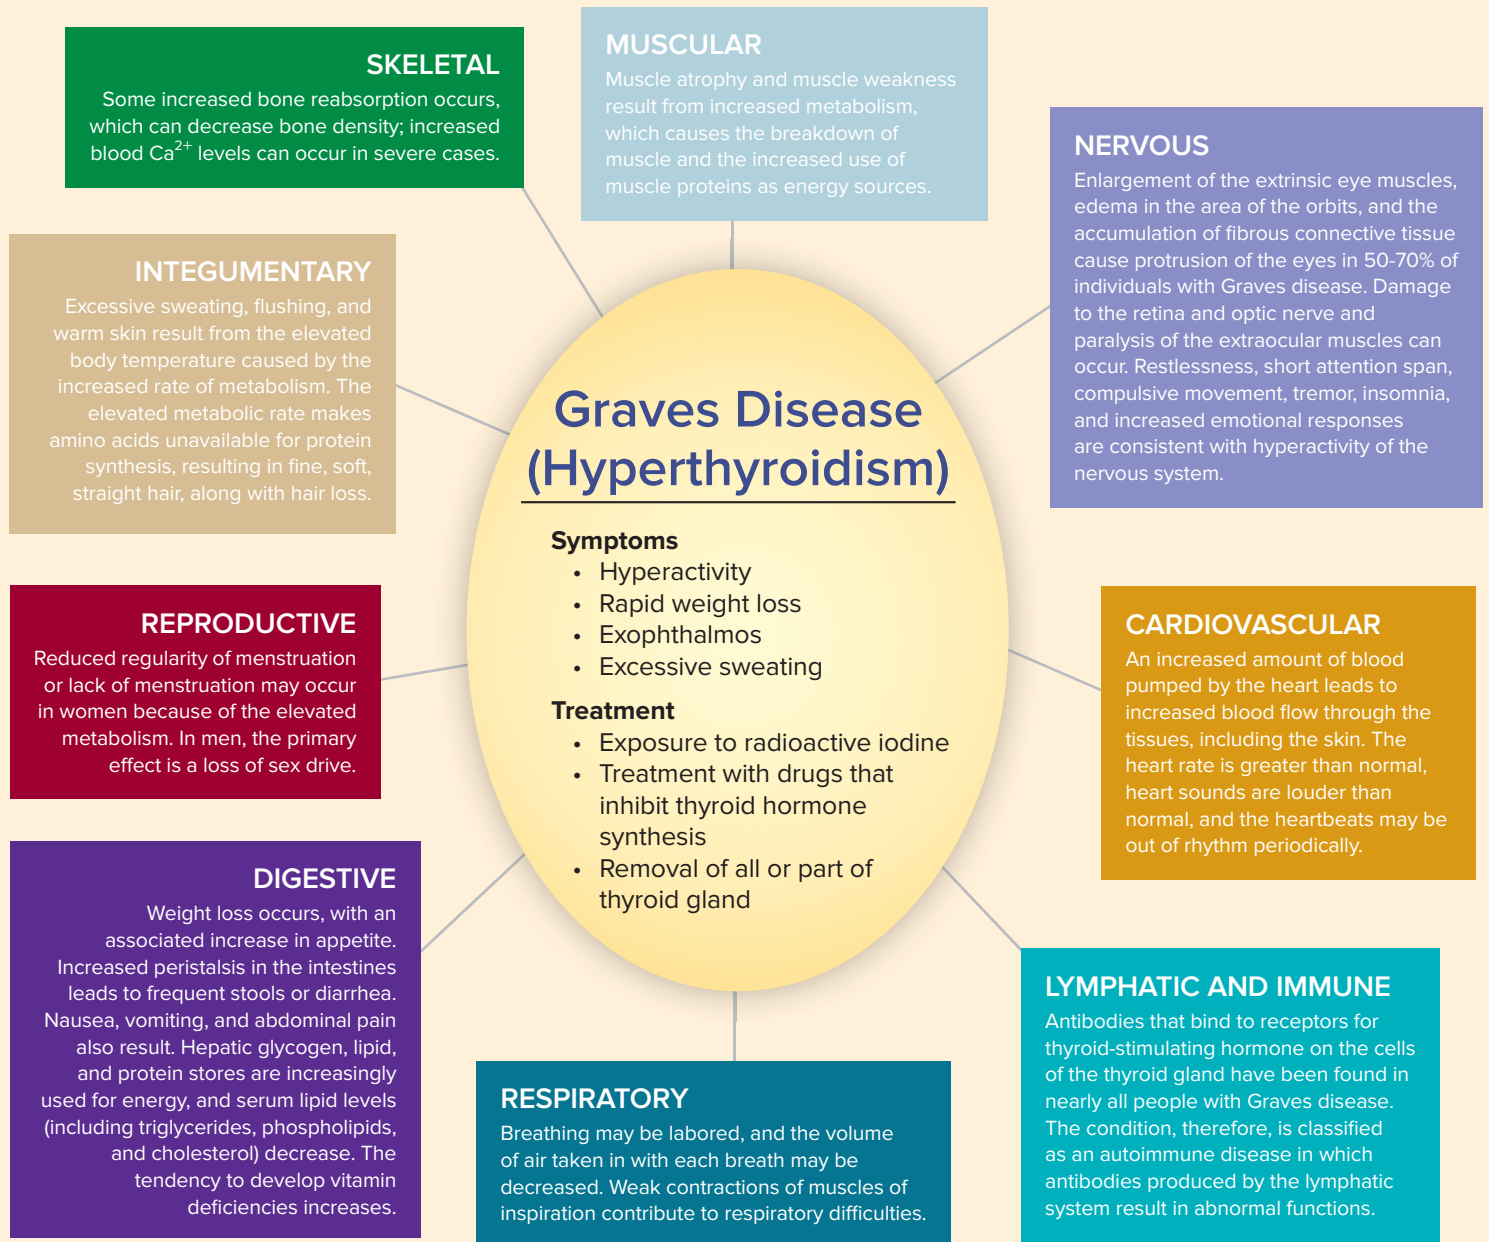 SKELETAL
Some increased bone reabsorption occurs,
which can decrease bone density; increased
blood Ca²⁺ levels can occur in severe cases.
MUSCULAR
Muscle atrophy and muscle weakness
result from increased metabolism,
which causes the breakdown of
muscle and the increased use of
muscle proteins as energy sources.
NERVOUS
Enlargement of the extrinsic eye muscles,
edema in the area of the orbits, and the
accumulation of fibrous connective tissue
cause protrusion of the eyes in 50-70% of
individuals with Graves disease. Damage
to the retina and optic nerve and
paralysis of the extraocular muscles can
occur. Restlessness, short attention span,
compulsive movement, tremor, insomnia,
and increased emotional responses
are consistent with hyperactivity of the
nervous system.
INTEGUMENTARY
Excessive sweating, flushing, and
warm skin result from the elevated
body temperature caused by the
increased rate of metabolism. The
elevated metabolic rate makes
amino acids unavailable for protein
synthesis, resulting in fine, soft,
straight hair, along with hair loss.
Graves Disease
(Hyperthyroidism)
Symptoms
• Hyperactivity
• Rapid weight loss
• Exophthalmos
• Excessive sweating
Treatment
• Exposure to radioactive iodine
• Treatment with drugs that
inhibit thyroid hormone
synthesis
• Removal of all or part of
thyroid gland
REPRODUCTIVE
Reduced regularity of menstruation
or lack of menstruation may occur
in women because of the elevated
metabolism. In men, the primary
effect is a loss of sex drive.
CARDIOVASCULAR
An increased amount of blood
pumped by the heart leads to
increased blood flow through the
tissues, including the skin. The
heart rate is greater than normal,
heart sounds are louder than
normal, and the heartbeats may be
out of rhythm periodically.
DIGESTIVE
Weight loss occurs, with an
associated increase in appetite.
Increased peristalsis in the intestines
leads to frequent stools or diarrhea.
Nausea, vomiting, and abdominal pain
also result. Hepatic glycogen, lipid,
and protein stores are increasingly
used for energy, and serum lipid levels
(including triglycerides, phospholipids,
and cholesterol) decrease. The
tendency to develop vitamin
deficiencies increases.
RESPIRATORY
Breathing may be labored, and the volume
of air taken in with each breath may be
decreased. Weak contractions of muscles of
inspiration contribute to respiratory difficulties.
LYMPHATIC AND IMMUNE
Antibodies that bind to receptors for
thyroid-stimulating hormone on the cells
of the thyroid gland have been found in
nearly all people with Graves disease.
The condition, therefore, is classified
as an autoimmune disease in which
antibodies produced by the lymphatic
system result in abnormal functions.